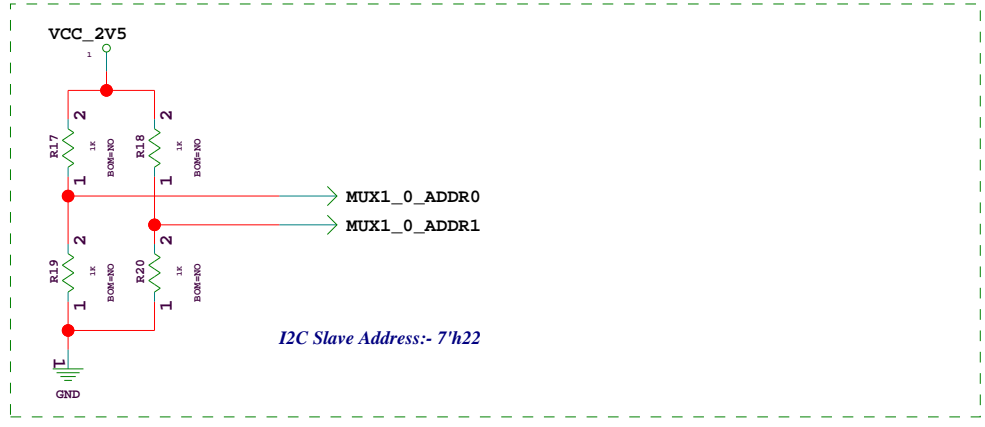 VCC_2V5
1
2
2
R17
1K
BOM=NO
R18
1K
BOM=NO
1
1
MUX1_0_ADDR0
MUX1_0_ADDR1
2
2
R19
1K
BOM=NO
R20
1K
BOM=NO
1
1
I2C Slave Address:- 7'h22
1
GND